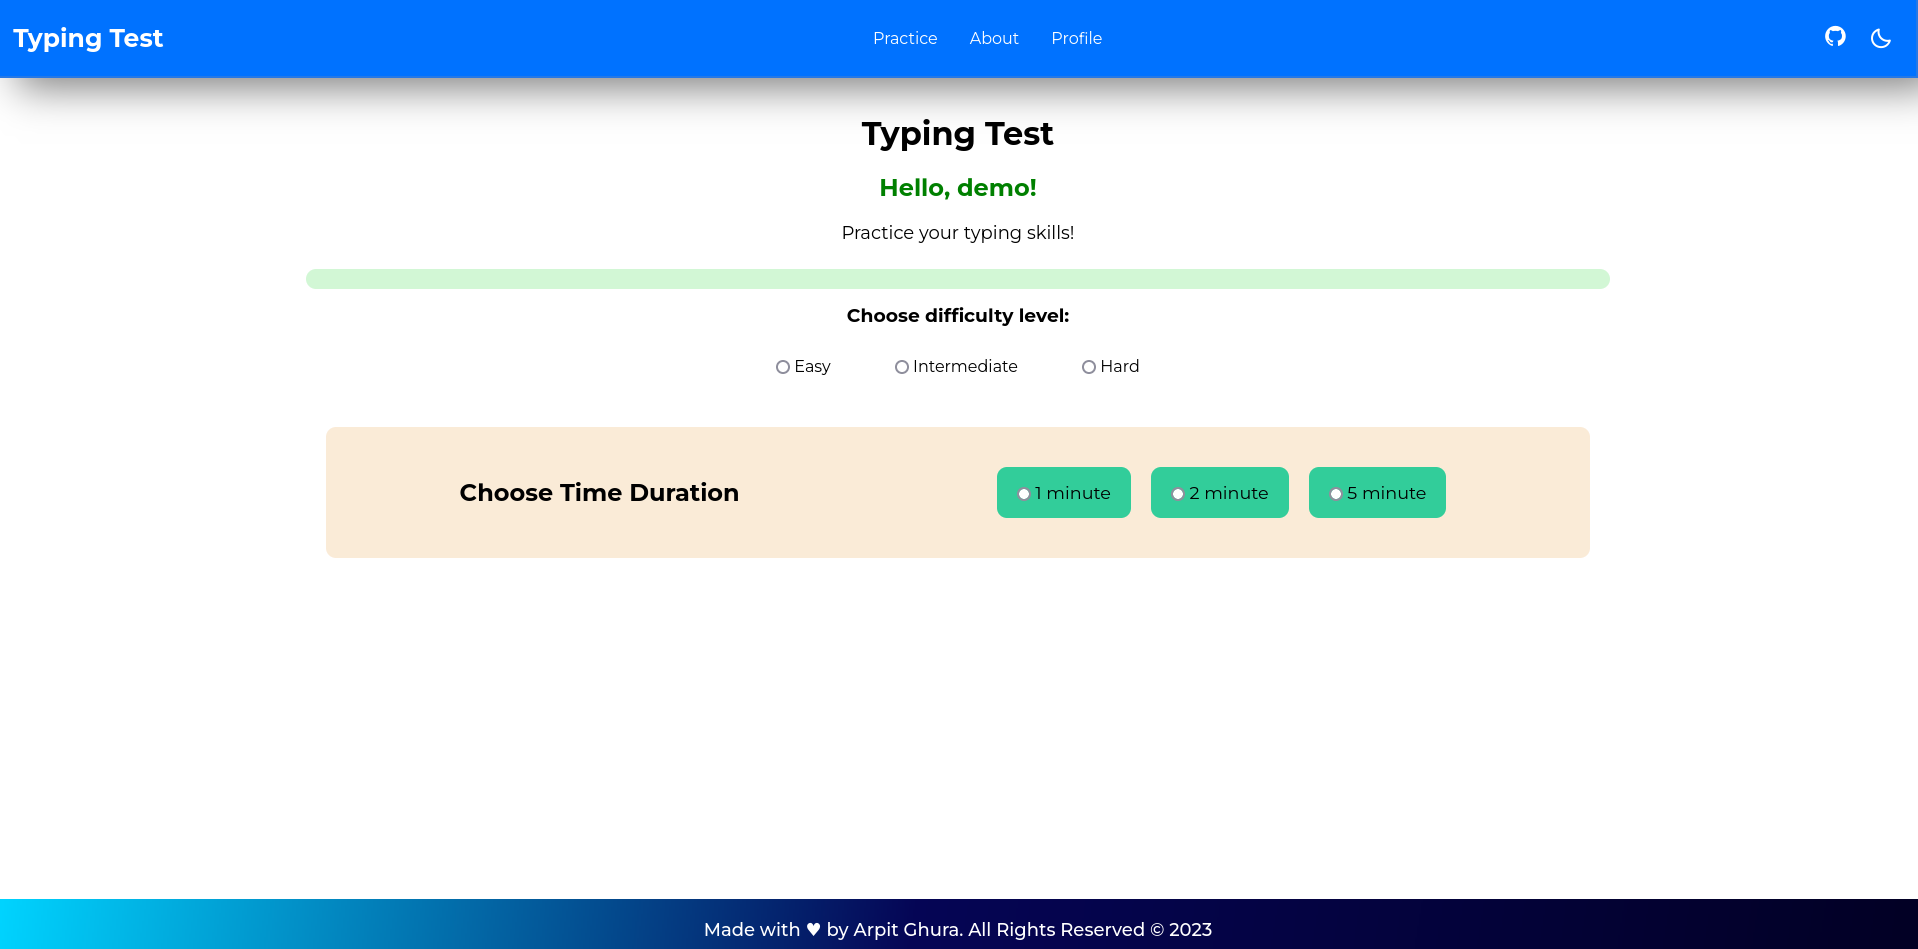 Typing Test
Practice About Profile
Typing Test
Hello, demo!
Practice your typing skills!
Choose difficulty level:
Easy Intermediate Hard
Choose Time Duration 1 minute 2 minute 5 minute
Made with ♥ by Arpit Ghura. All Rights Reserved © 2023